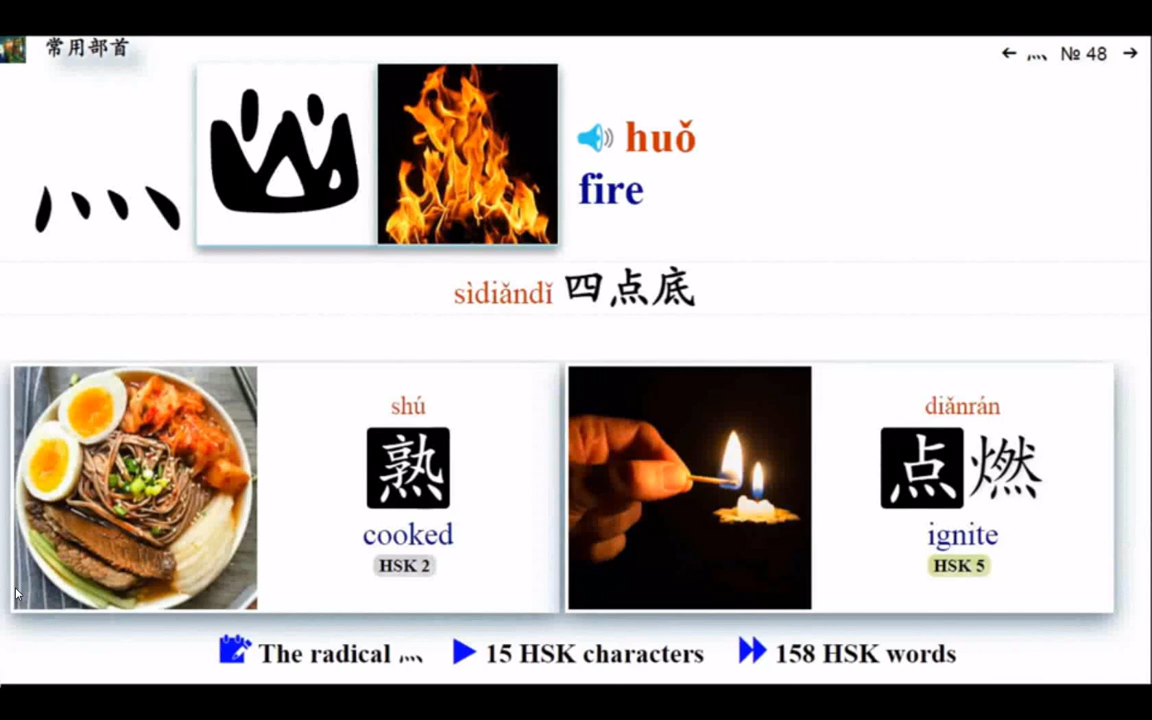 常用部首
← 灬 № 48 →
灬
huǒ
fire
sìdiǎndǐ 四点底
shú
熟
cooked
HSK 2
diǎnrán
点燃
ignite
HSK 5
The radical 灬
15 HSK characters
158 HSK words